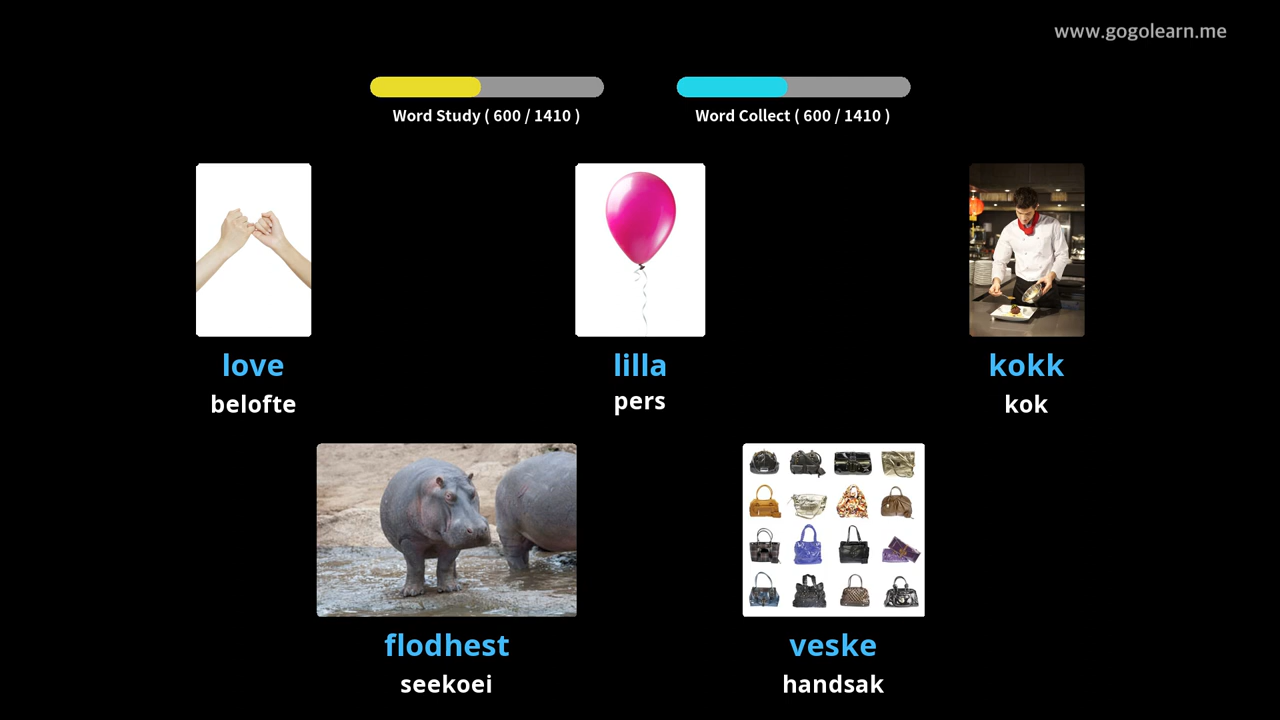 www.gogolearn.me
Word Study ( 600 / 1410 )
Word Collect ( 600 / 1410 )
love
belofte
lilla
pers
kokk
kok
flodhest
seekoei
veske
handsak